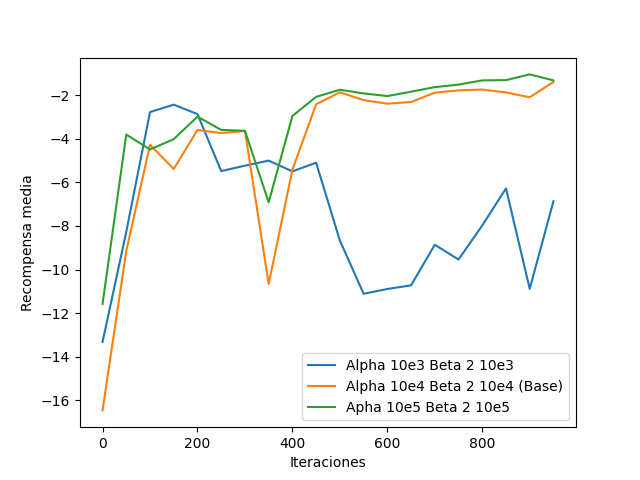 −2
−4
−6
−8
−10
−12
−14
−16
Recompensa media
0 200 400 600 800
Iteraciones
Alpha 10e3 Beta 2 10e3
Alpha 10e4 Beta 2 10e4 (Base)
Apha 10e5 Beta 2 10e5